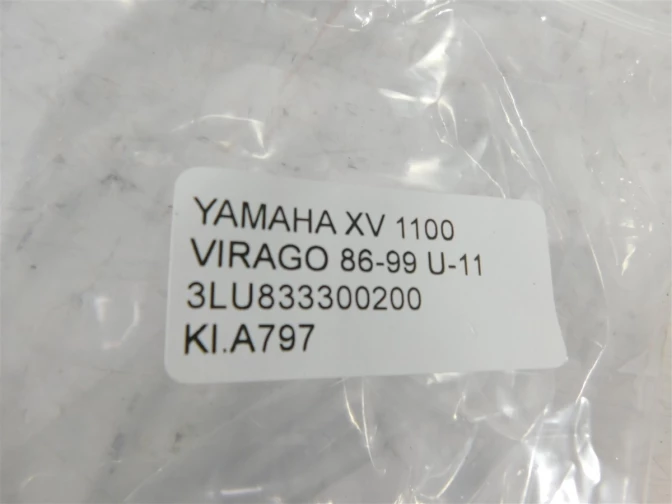 YAMAHA XV 1100
VIRAGO 86-99 U-11
3LU833300200
KI.A797